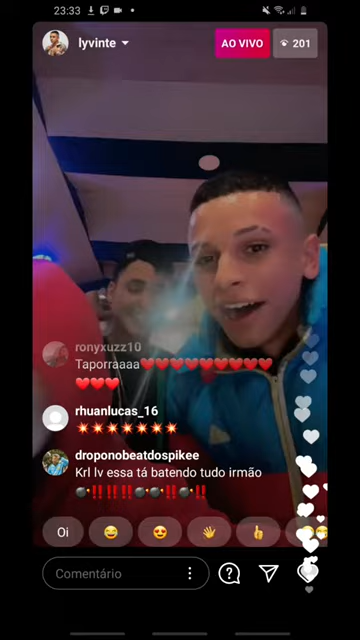 23:33
lyvinte
AO VIVO
201
ronyxuzz10
Taporraaaa❤️❤️❤️❤️❤️❤️❤️❤️❤️
❤️❤️❤️
rhuanlucas_16
💥💥💥💥💥💥💥
droponobeatdospikee
Krl lv essa tá batendo tudo irmão
💣‼️‼️‼️💣💣‼️💣‼️
Oi
Comentário